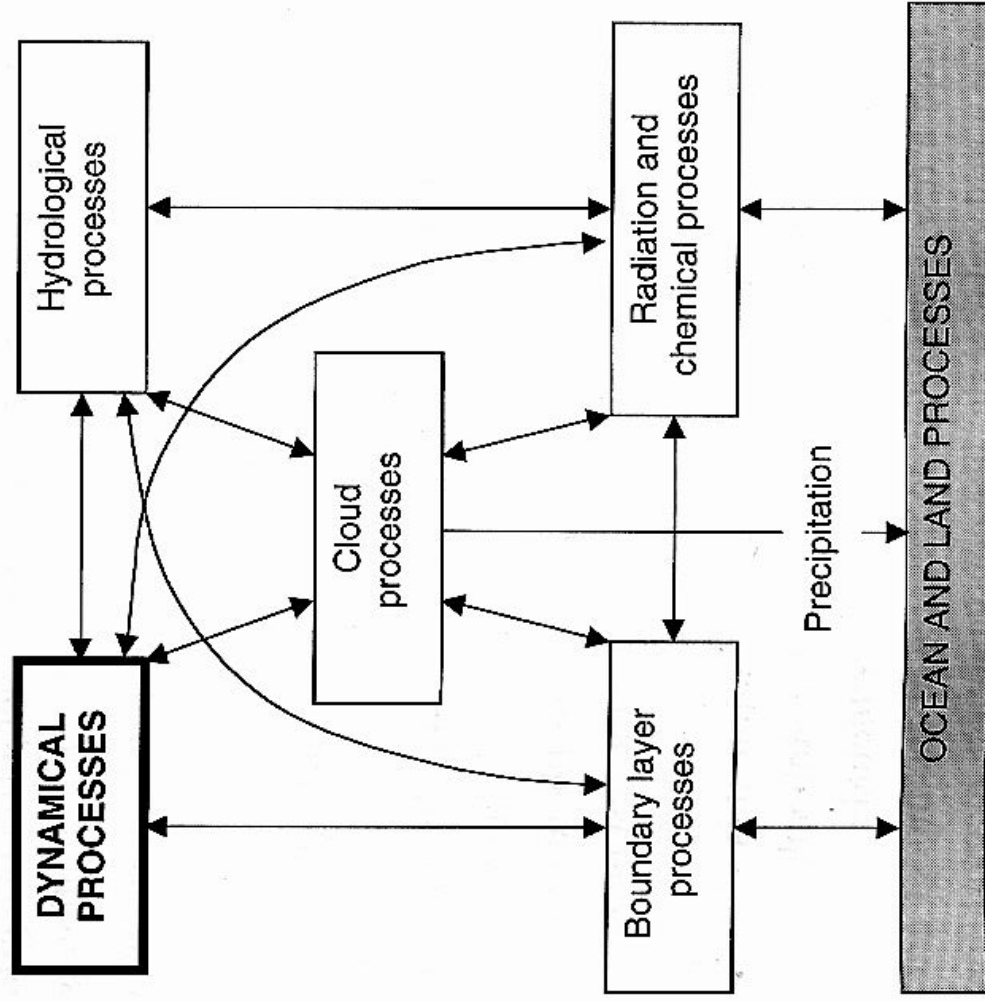 DYNAMICAL
PROCESSES
Hydrological
processes
Cloud
processes
Boundary layer
processes
Radiation and
chemical processes
Precipitation
OCEAN AND LAND PROCESSES